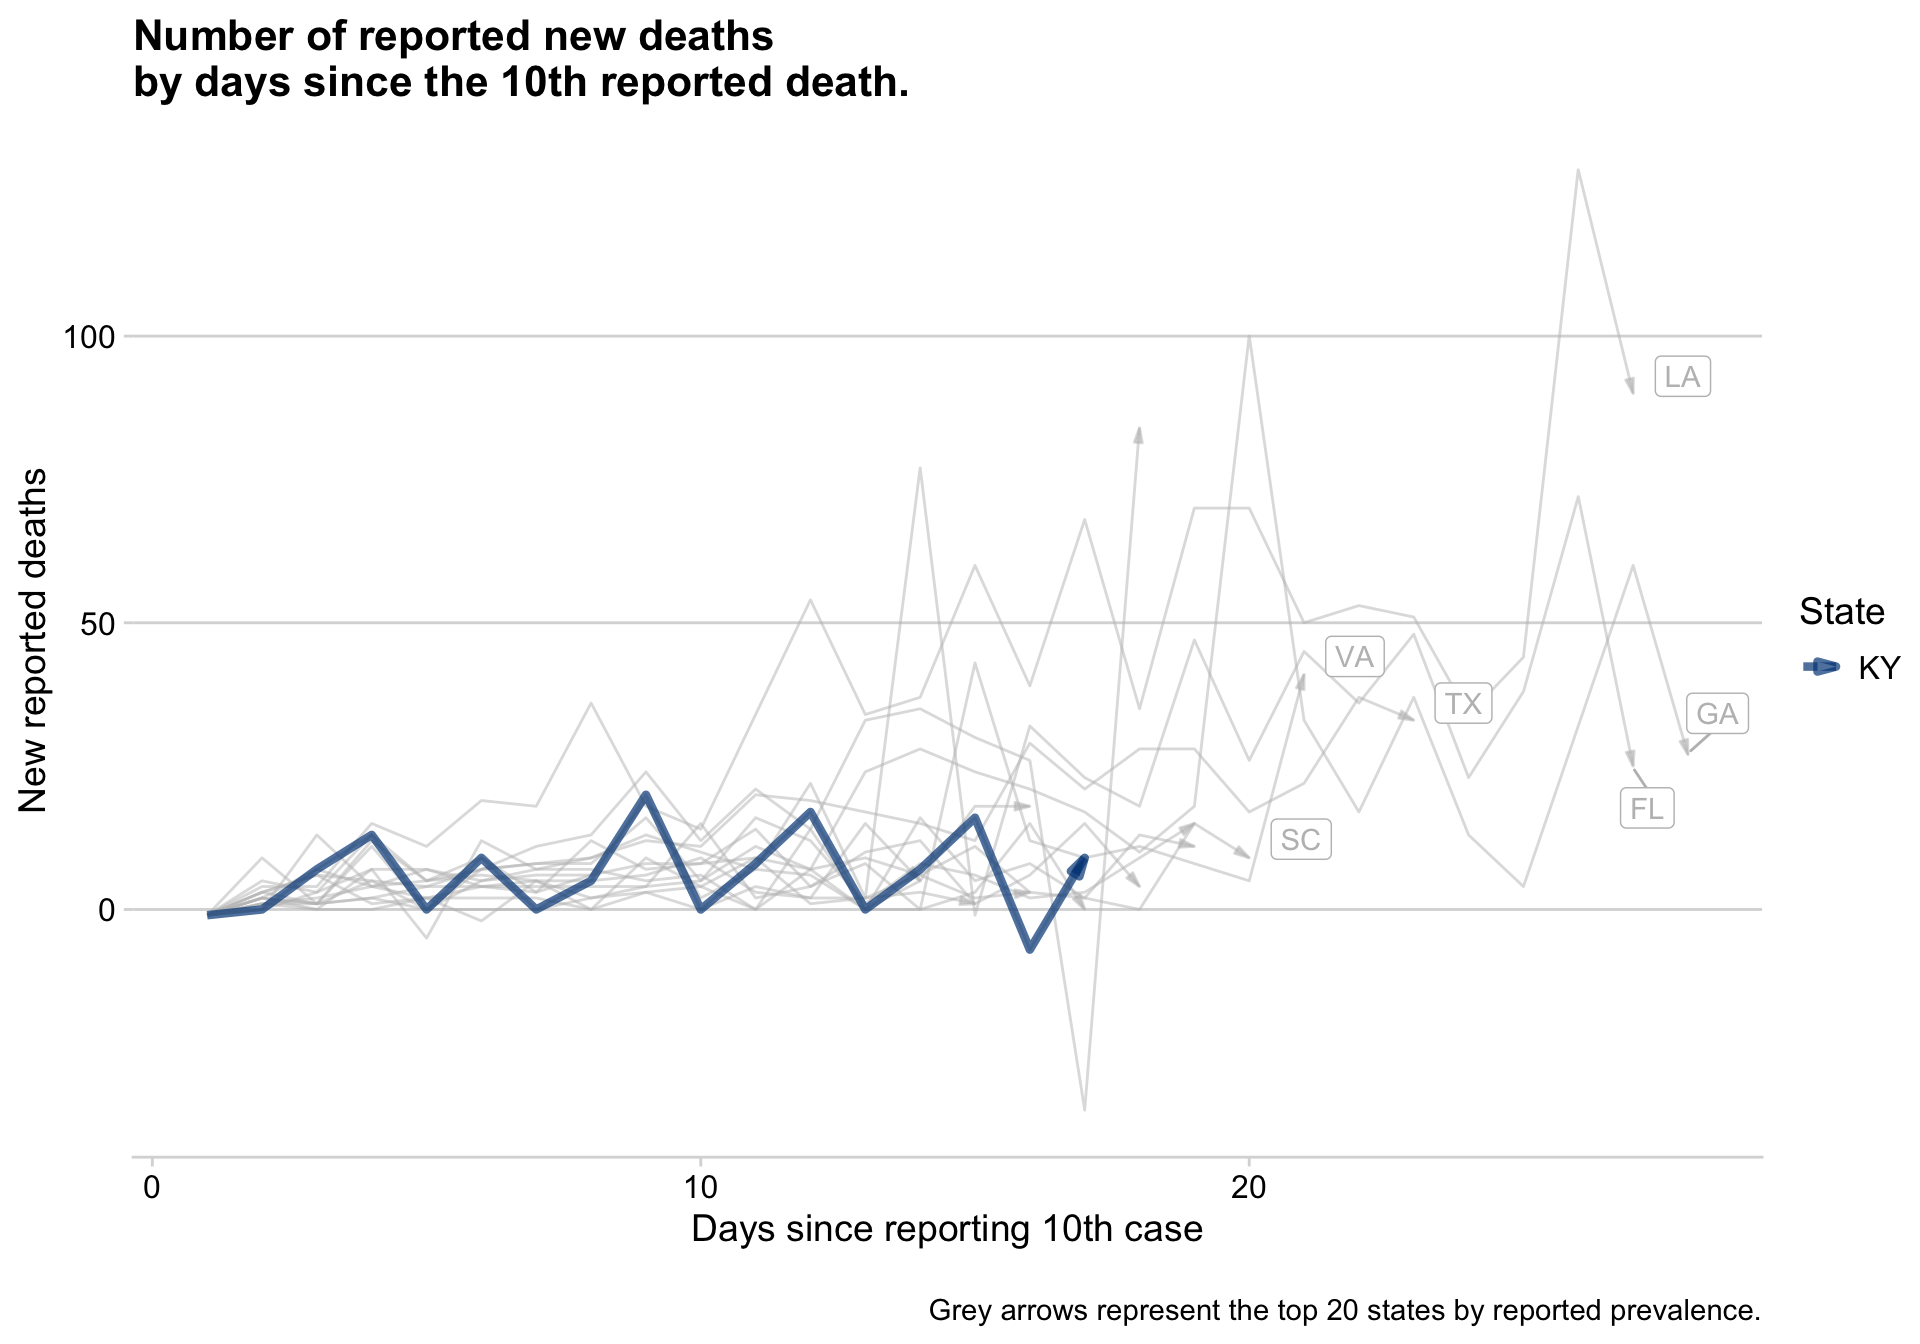 Number of reported new deaths
by days since the 10th reported death.
New reported deaths
100
50
0
LA
VA
TX
GA
FL
SC
State
KY
0
10
20
Days since reporting 10th case
Grey arrows represent the top 20 states by reported prevalence.